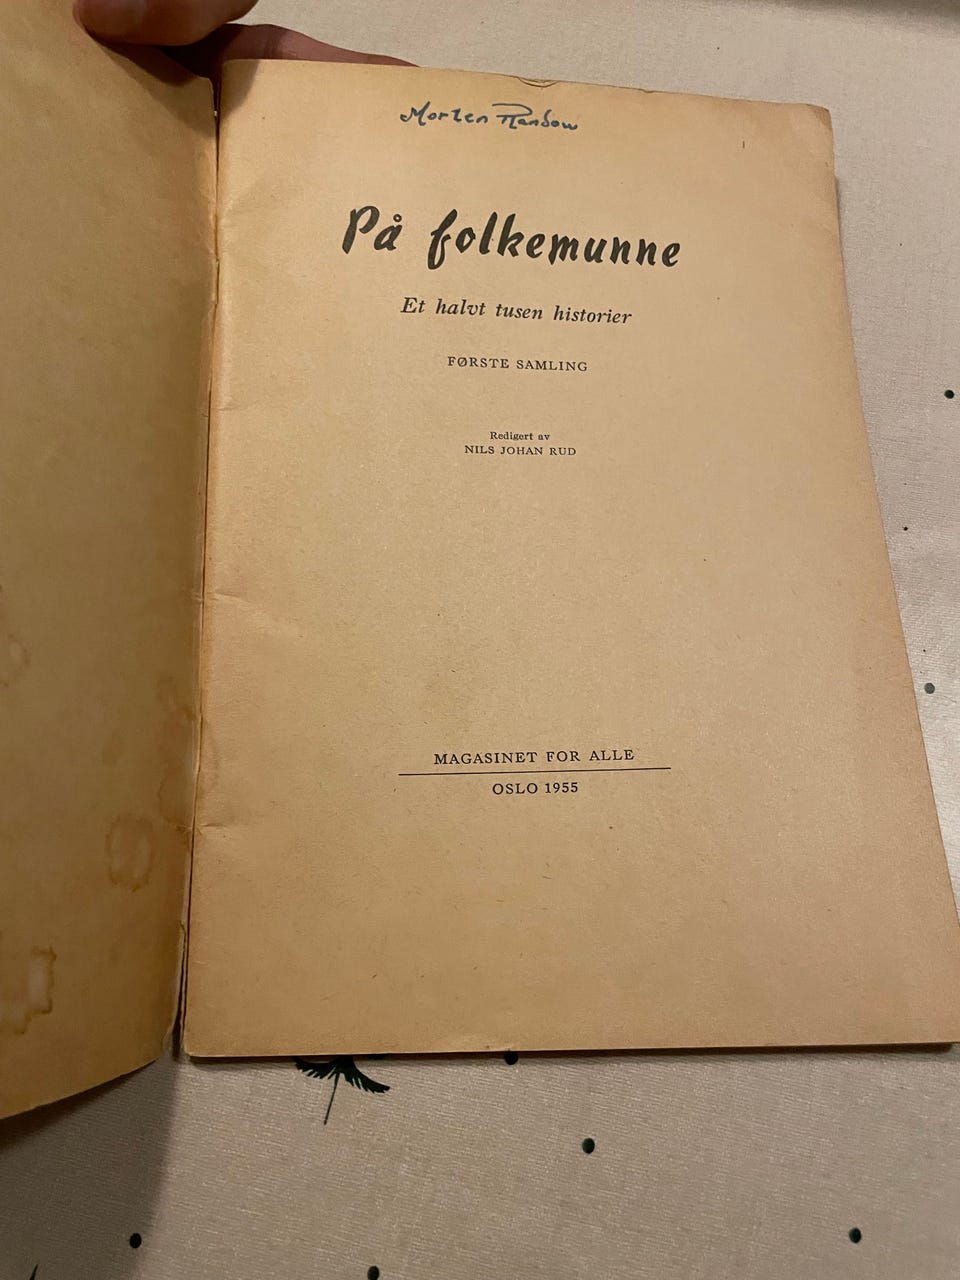 Morten Randow
På folkemunne
Et halvt tusen historier
FØRSTE SAMLING
Redigert av
NILS JOHAN RUD
MAGASINET FOR ALLE
OSLO 1955